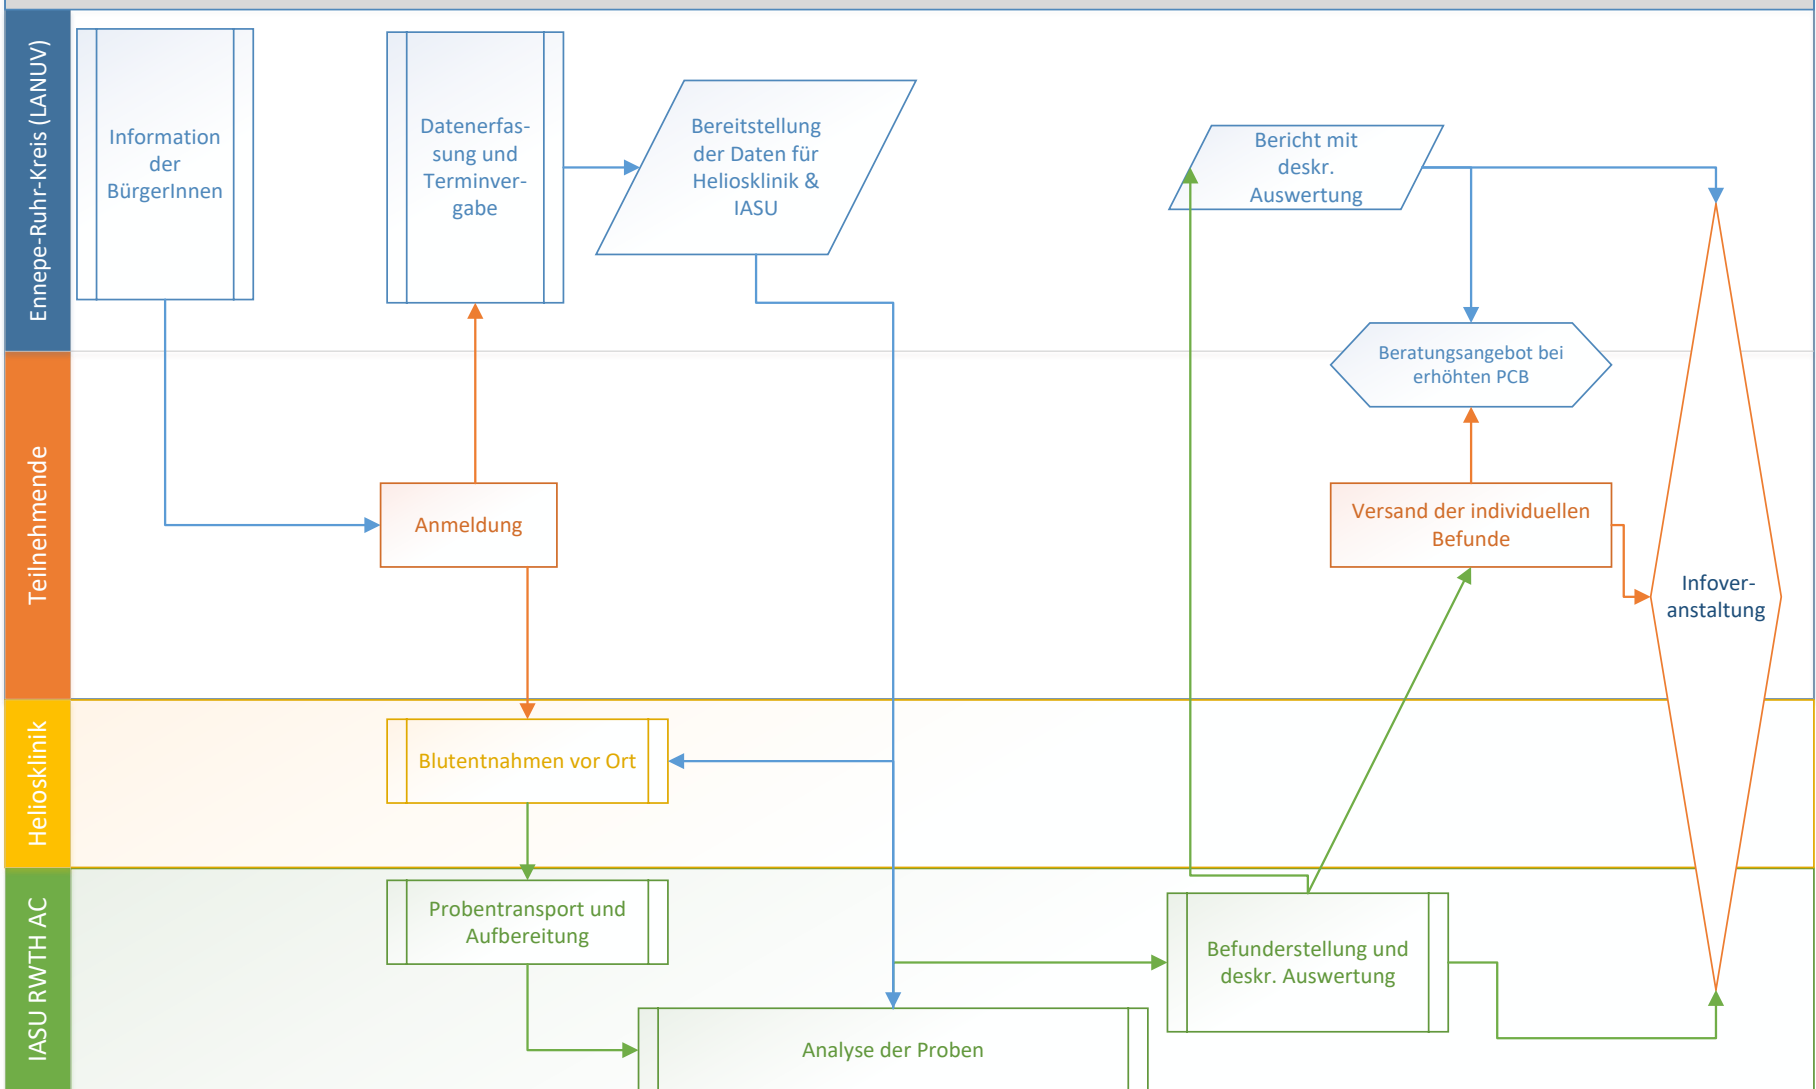 Ennepe-Ruhr-Kreis (LANUV)
Information
der
BürgerInnen
Datenerfas-
sung und
Terminver-
gabe
Bereitstellung
der Daten für
Heliosklinik &
IASU
Bericht mit
deskr.
Auswertung
Beratungsangebot bei
erhöhten PCB
Teilnehmende
Anmeldung
Versand der individuellen
Befunde
Infover-
anstaltung
Heliosklinik
Blutentnahmen vor Ort
IASU RWTH AC
Probentransport und
Aufbereitung
Befunderstellung und
deskr. Auswertung
Analyse der Proben